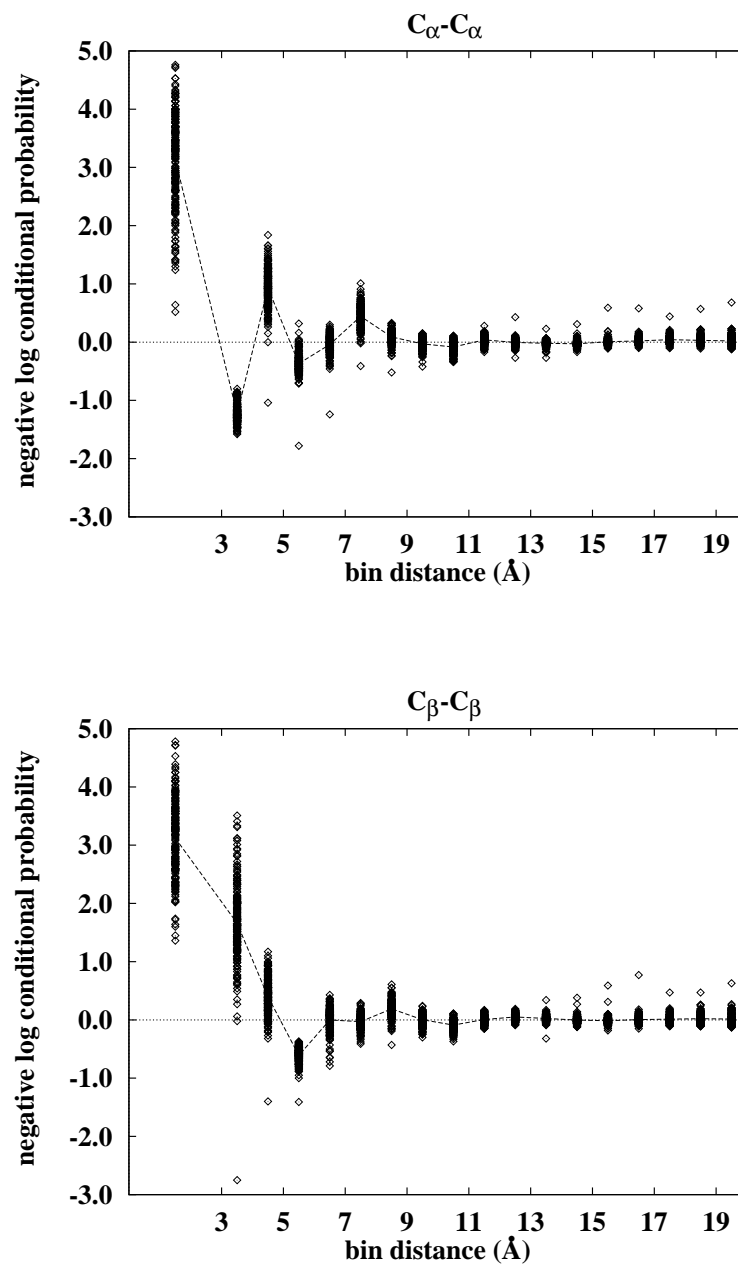 Cα-Cα
5.0
4.0
3.0
2.0
1.0
0.0
-1.0
-2.0
-3.0
negative log conditional probability
3 5 7 9 11 13 15 17 19
bin distance (Å)
Cβ-Cβ
5.0
4.0
3.0
2.0
1.0
0.0
-1.0
-2.0
-3.0
negative log conditional probability
3 5 7 9 11 13 15 17 19
bin distance (Å)